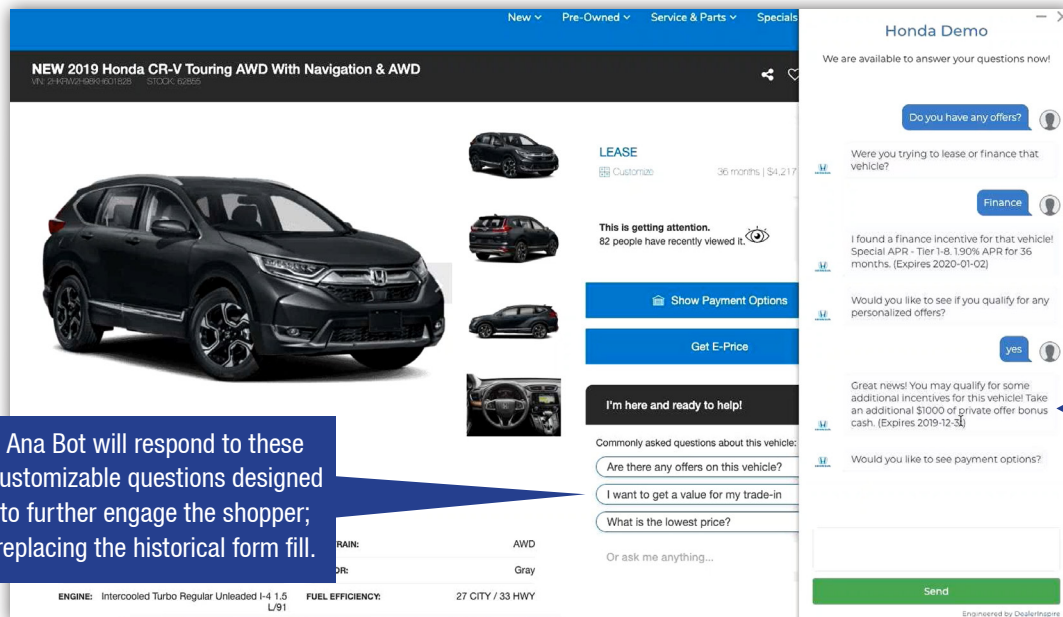 New Pre-Owned Service & Parts Specials
NEW 2019 Honda CR-V Touring AWD With Navigation & AWD
VIN: 2HKRW2H98KH601828 STOCK: 62855
LEASE
Customize 36 months | $4,217
This is getting attention.
82 people have recently viewed it.
Show Payment Options
Get E-Price
I'm here and ready to help!
Commonly asked questions about this vehicle:
Are there any offers on this vehicle?
I want to get a value for my trade-in
What is the lowest price?
Or ask me anything...
Ana Bot will respond to these
customizable questions designed
to further engage the shopper;
replacing the historical form fill.
RAIN: AWD
OR: Gray
ENGINE: Intercooled Turbo Regular Unleaded I-4 1.5
L/91
FUEL EFFICIENCY: 27 CITY / 33 HWY
Honda Demo
We are available to answer your questions now!
Do you have any offers?
Were you trying to lease or finance that
vehicle?
Finance
I found a finance incentive for that vehicle!
Special APR - Tier 1-8. 1.90% APR for 36
months. (Expires 2020-01-02)
Would you like to see if you qualify for any
personalized offers?
yes
Great news! You may qualify for some
additional incentives for this vehicle! Take
an additional $1000 of private offer bonus
cash. (Expires 2019-12-31)
Would you like to see payment options?
Send
Engineered by DealerInspire